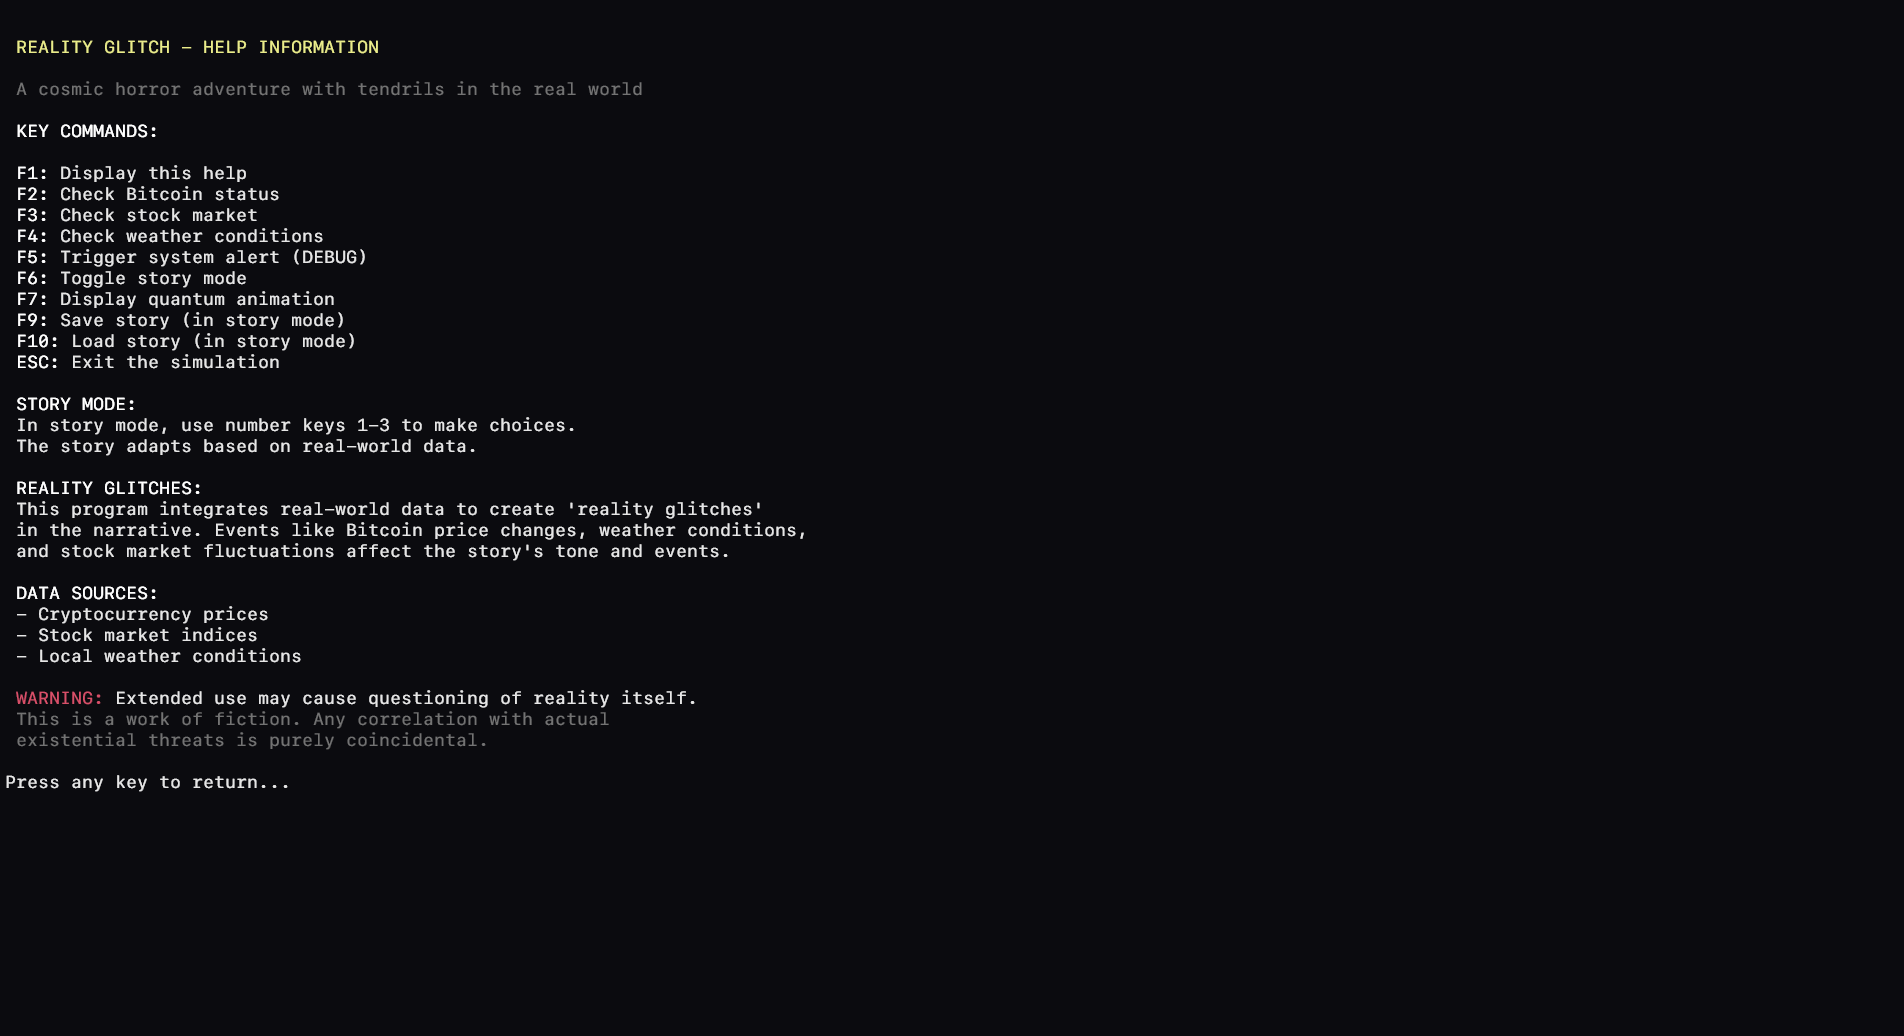 REALITY GLITCH – HELP INFORMATION
A cosmic horror adventure with tendrils in the real world
KEY COMMANDS:
F1: Display this help
F2: Check Bitcoin status
F3: Check stock market
F4: Check weather conditions
F5: Trigger system alert (DEBUG)
F6: Toggle story mode
F7: Display quantum animation
F9: Save story (in story mode)
F10: Load story (in story mode)
ESC: Exit the simulation
STORY MODE:
In story mode, use number keys 1–3 to make choices.
The story adapts based on real–world data.
REALITY GLITCHES:
This program integrates real–world data to create 'reality glitches'
in the narrative. Events like Bitcoin price changes, weather conditions,
and stock market fluctuations affect the story's tone and events.
DATA SOURCES:
– Cryptocurrency prices
– Stock market indices
– Local weather conditions
WARNING: Extended use may cause questioning of reality itself.
This is a work of fiction. Any correlation with actual
existential threats is purely coincidental.
Press any key to return...